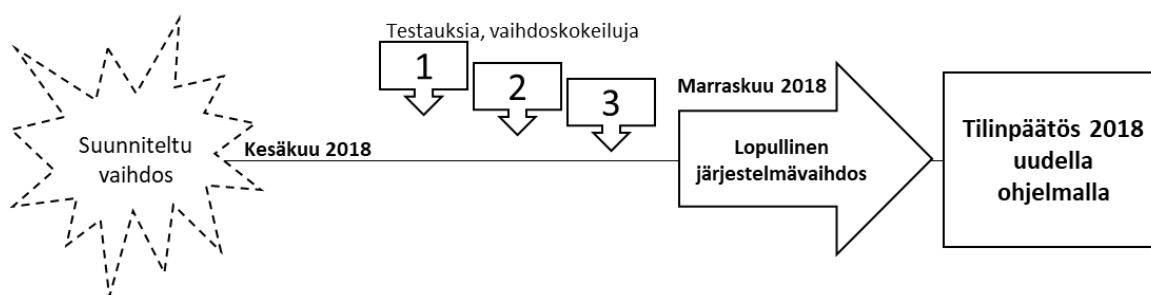 Testauksia, vaihdoskokeiluja
1
2
3
Suunniteltu
vaihdos
Kesäkuu 2018
Marraskuu 2018
Lopullinen
järjestelmävaihdos
Tilinpäätös 2018
uudella
ohjelmalla